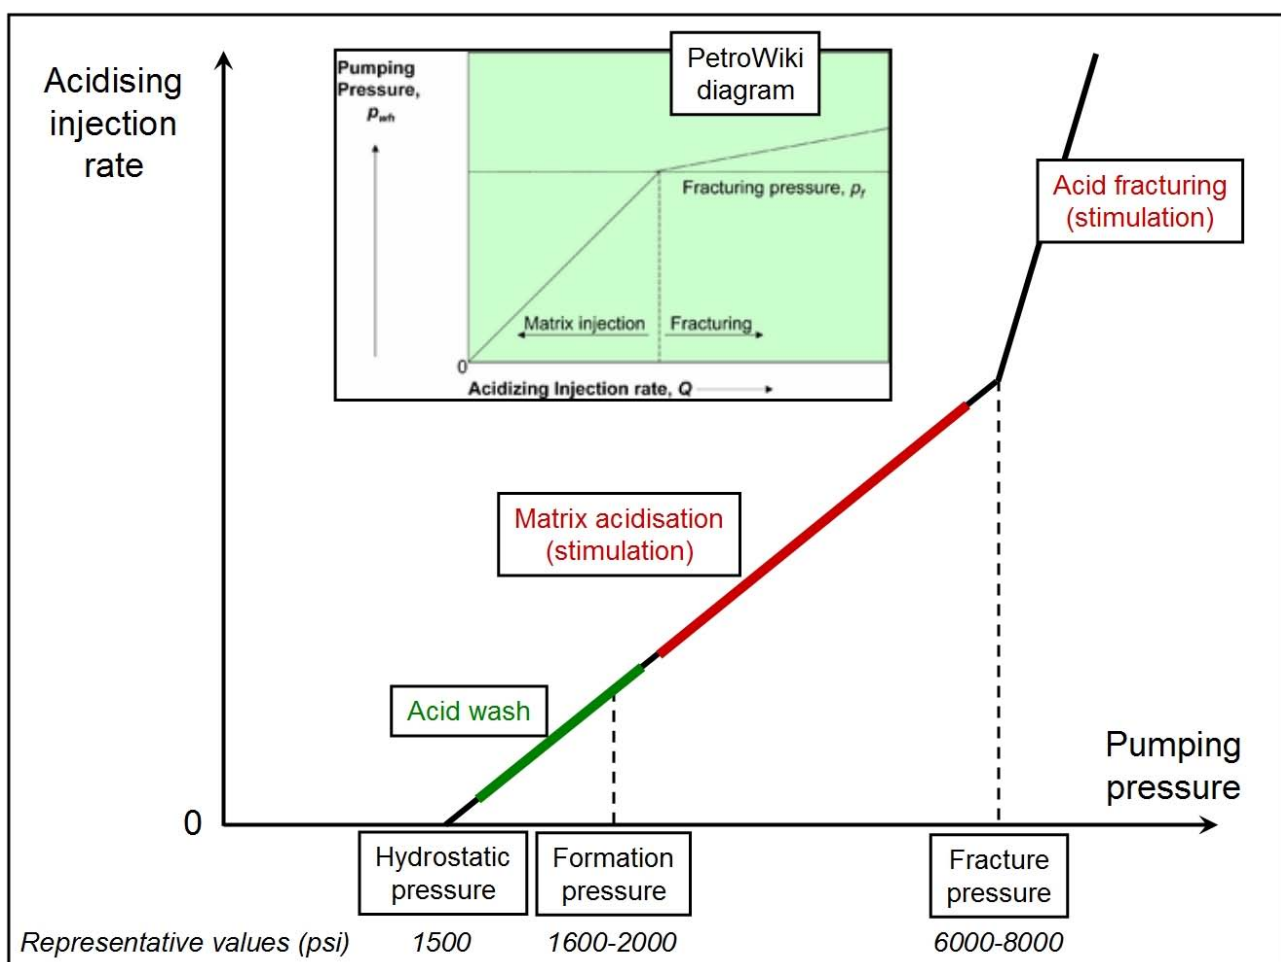 Acidising
injection
rate
PetroWiki
diagram
Pumping
Pressure,
pwh
Fracturing pressure, pf
Matrix injection
Fracturing
0
Acidizing Injection rate, Q
Acid fracturing
(stimulation)
Matrix acidisation
(stimulation)
Acid wash
Pumping
pressure
0
Hydrostatic
pressure
Formation
pressure
Fracture
pressure
Representative values (psi) 1500 1600-2000 6000-8000